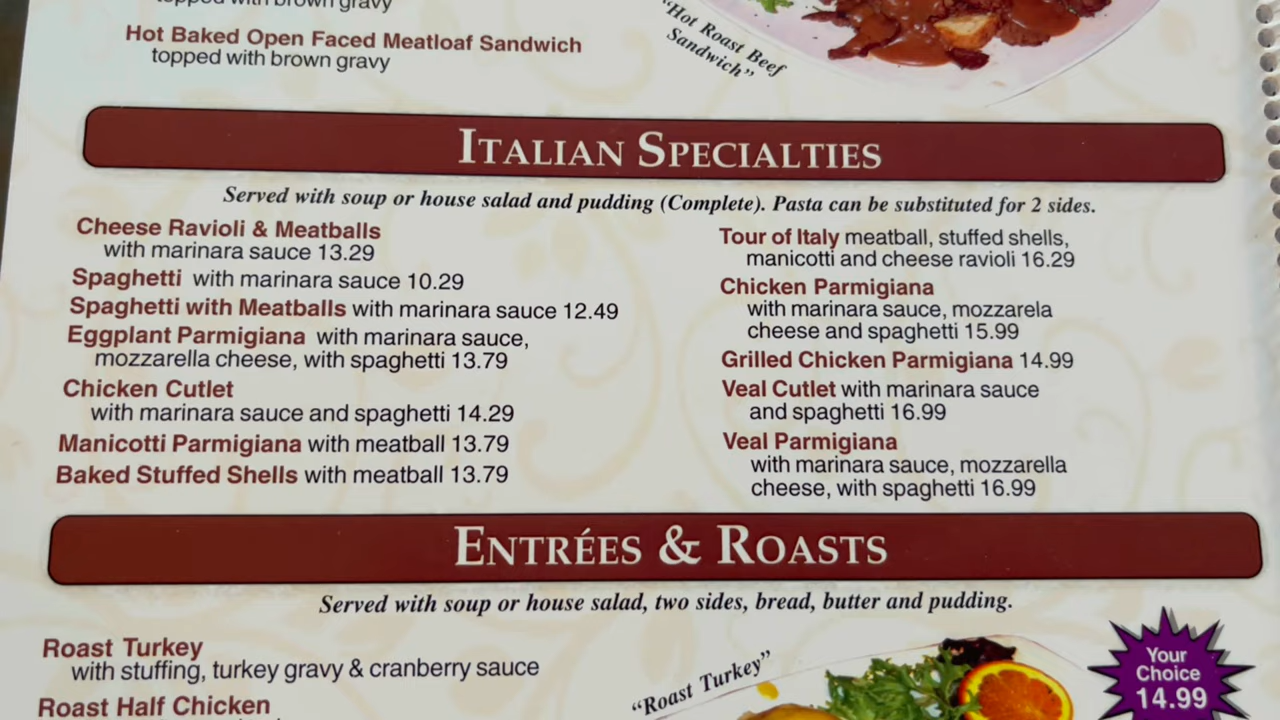 topped with brown gravy
Hot Baked Open Faced Meatloaf Sandwich
topped with brown gravy
"Hot Roast Beef
Sandwich"
ITALIAN SPECIALTIES
Served with soup or house salad and pudding (Complete). Pasta can be substituted for 2 sides.
Cheese Ravioli & Meatballs
with marinara sauce 13.29
Spaghetti with marinara sauce 10.29
Spaghetti with Meatballs with marinara sauce 12.49
Eggplant Parmigiana with marinara sauce,
mozzarella cheese, with spaghetti 13.79
Chicken Cutlet
with marinara sauce and spaghetti 14.29
Manicotti Parmigiana with meatball 13.79
Baked Stuffed Shells with meatball 13.79
Tour of Italy meatball, stuffed shells,
manicotti and cheese ravioli 16.29
Chicken Parmigiana
with marinara sauce, mozzarela
cheese and spaghetti 15.99
Grilled Chicken Parmigiana 14.99
Veal Cutlet with marinara sauce
and spaghetti 16.99
Veal Parmigiana
with marinara sauce, mozzarella
cheese, with spaghetti 16.99
ENTRÉES & ROASTS
Served with soup or house salad, two sides, bread, butter and pudding.
Roast Turkey
with stuffing, turkey gravy & cranberry sauce
Roast Half Chicken
"Roast Turkey"
Your
Choice
14.99